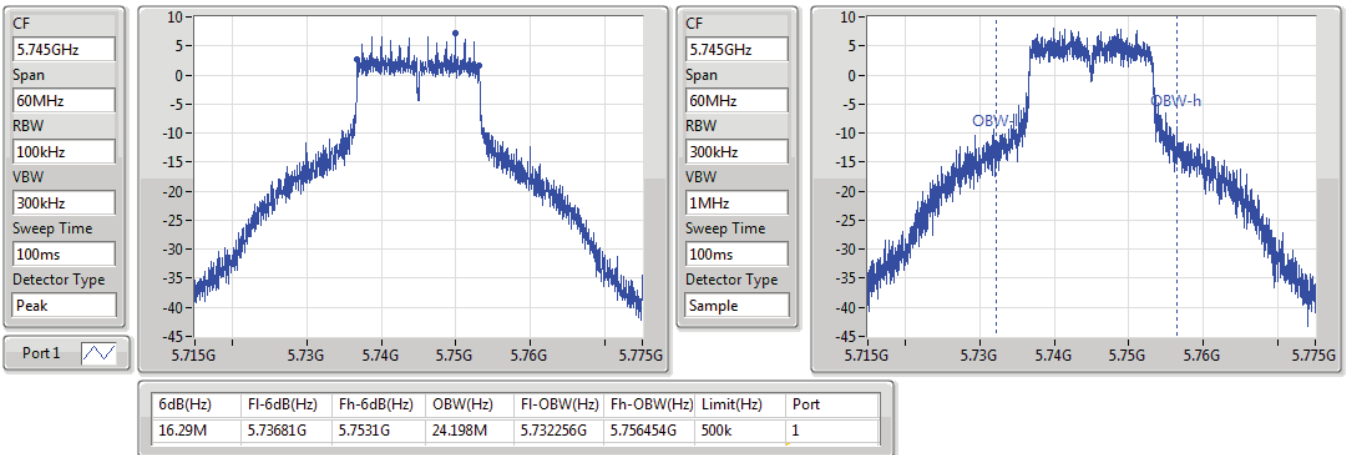 CF
5.745GHz
Span
60MHz
RBW
100kHz
VBW
300kHz
Sweep Time
100ms
Detector Type
Peak
Port 1
10
5
0
-5
-10
-15
-20
-25
-30
-35
-40
-45
5.715G 5.73G 5.74G 5.75G 5.76G 5.775G
CF
5.745GHz
Span
60MHz
RBW
300kHz
VBW
1MHz
Sweep Time
100ms
Detector Type
Sample
10
5
0
-5
-10
-15
-20
-25
-30
-35
-40
-45
OBW-l
OBW-h
5.715G 5.73G 5.74G 5.75G 5.76G 5.775G
6dB(Hz) Fl-6dB(Hz) Fh-6dB(Hz) OBW(Hz) Fl-OBW(Hz) Fh-OBW(Hz) Limit(Hz) Port
16.29M 5.73681G 5.7531G 24.198M 5.732256G 5.756454G 500k 1